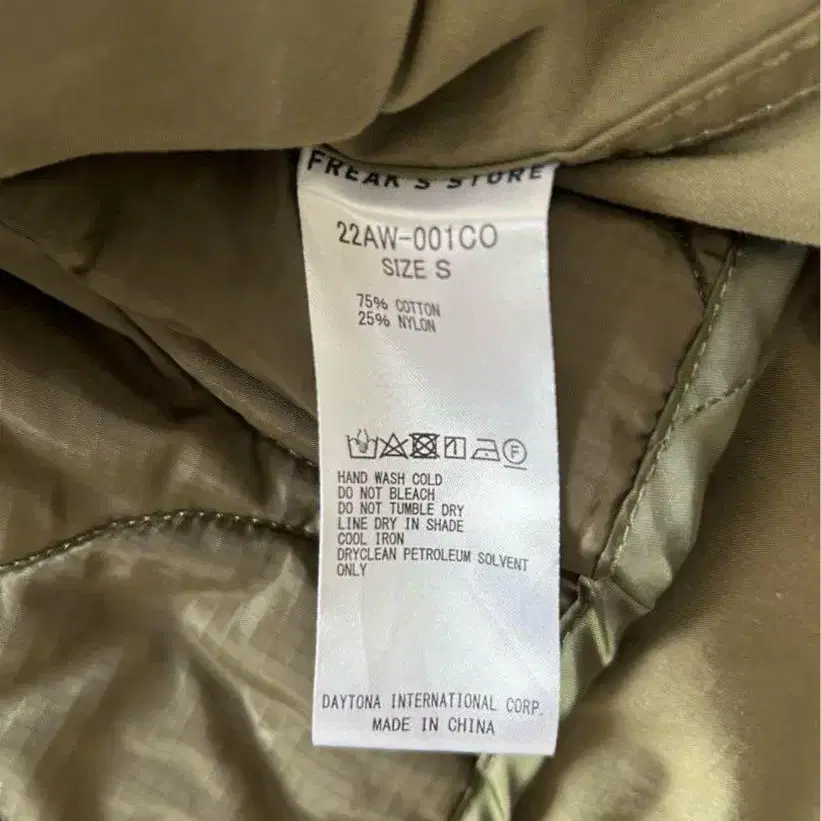 FREAK'S STORE
22AW-001CO
SIZE S
75% COTTON
25% NYLON
F
HAND WASH COLD
DO NOT BLEACH
DO NOT TUMBLE DRY
LINE DRY IN SHADE
COOL IRON
DRYCLEAN PETROLEUM SOLVENT
ONLY
DAYTONA INTERNATIONAL CORP.
MADE IN CHINA